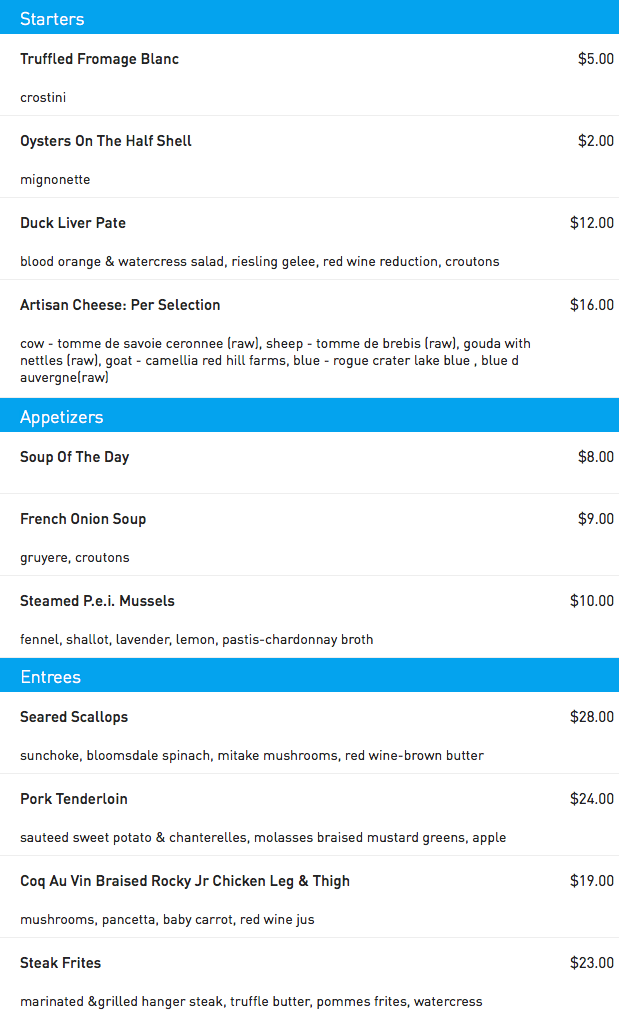 Starters
Truffled Fromage Blanc $5.00
crostini
Oysters On The Half Shell $2.00
mignonette
Duck Liver Pate $12.00
blood orange & watercress salad, riesling gelee, red wine reduction, croutons
Artisan Cheese: Per Selection $16.00
cow - tomme de savoie ceronnee (raw), sheep - tomme de brebis (raw), gouda with
nettles (raw), goat - camellia red hill farms, blue - rogue crater lake blue , blue d
auvergne(raw)
Appetizers
Soup Of The Day $8.00
French Onion Soup $9.00
gruyere, croutons
Steamed P.e.i. Mussels $10.00
fennel, shallot, lavender, lemon, pastis-chardonnay broth
Entrees
Seared Scallops $28.00
sunchoke, bloomsdale spinach, mitake mushrooms, red wine-brown butter
Pork Tenderloin $24.00
sauteed sweet potato & chanterelles, molasses braised mustard greens, apple
Coq Au Vin Braised Rocky Jr Chicken Leg & Thigh $19.00
mushrooms, pancetta, baby carrot, red wine jus
Steak Frites $23.00
marinated &grilled hanger steak, truffle butter, pommes frites, watercress